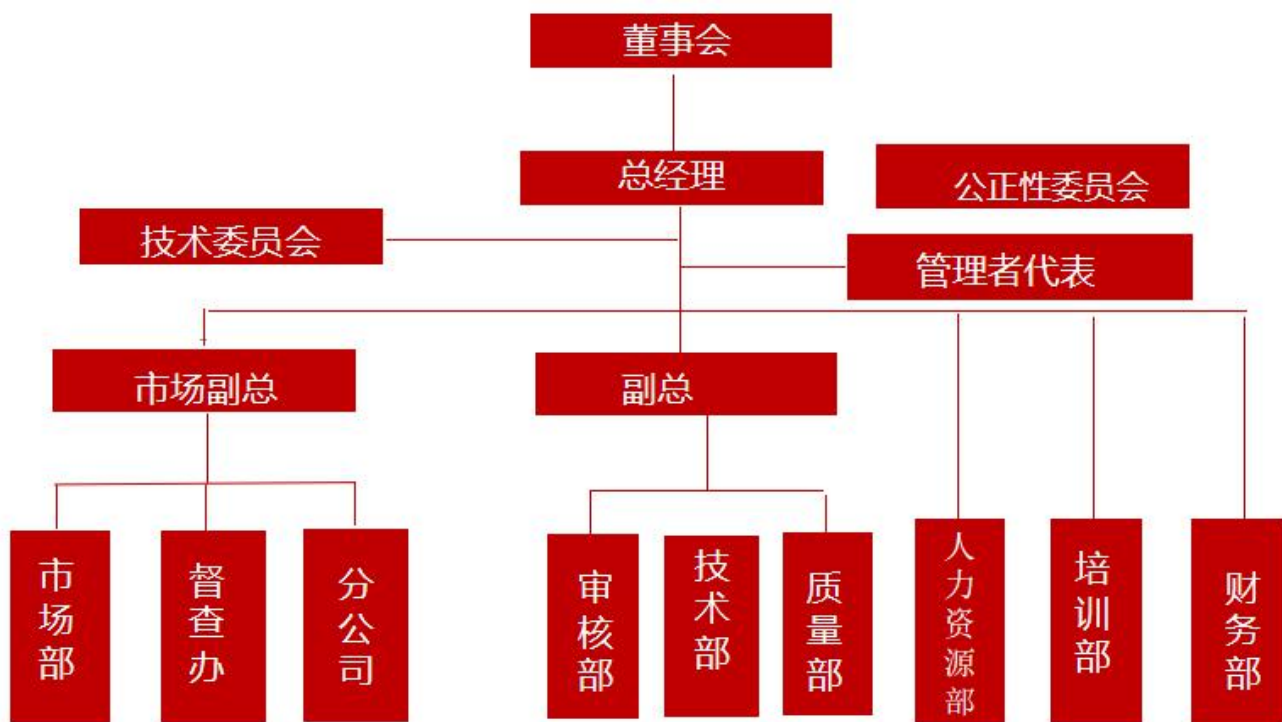 董事会
总经理
公正性委员会
技术委员会
管理者代表
市场副总
副总
市场部
督查办
分公司
审核部
技术部
质量部
人力资源部
培训部
财务部